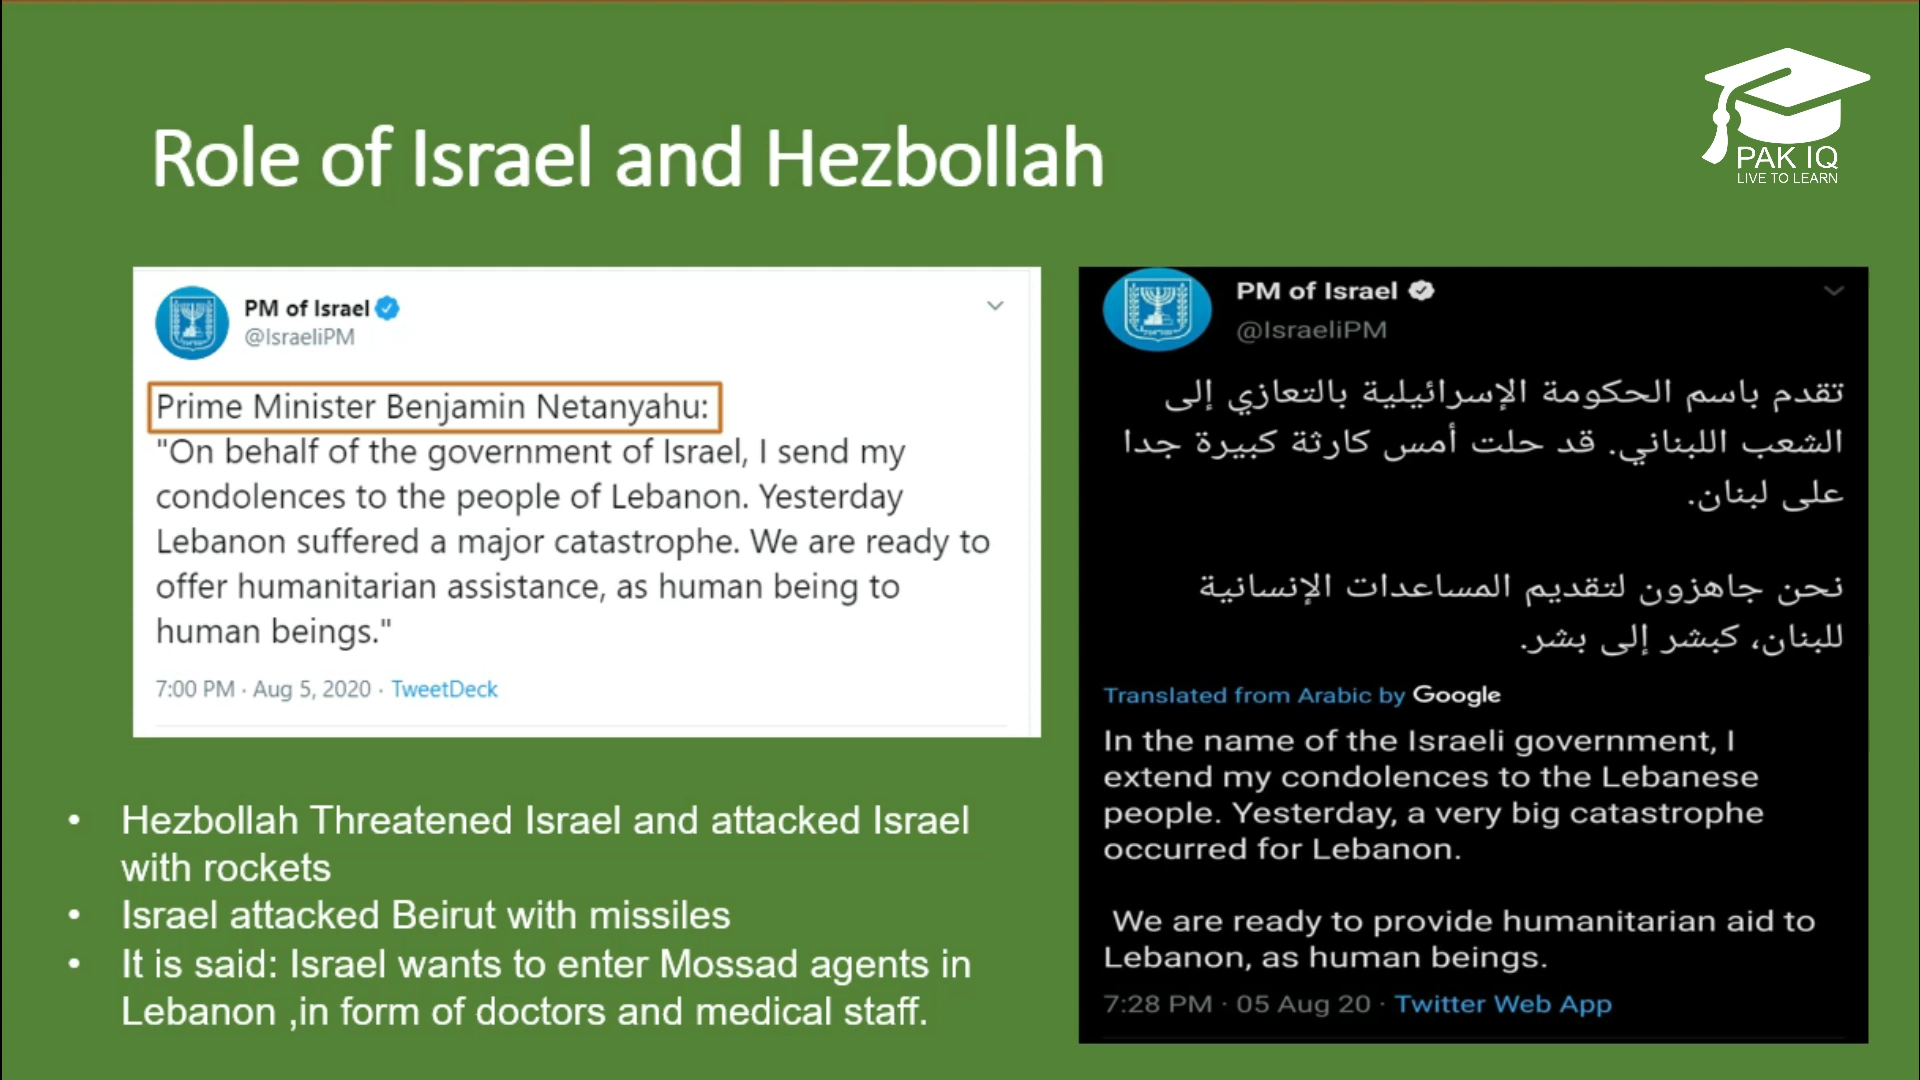 PAK IQ
LIVE TO LEARN
Role of Israel and Hezbollah
PM of Israel
@IsraeliPM
Prime Minister Benjamin Netanyahu:
"On behalf of the government of Israel, I send my
condolences to the people of Lebanon. Yesterday
Lebanon suffered a major catastrophe. We are ready to
offer humanitarian assistance, as human being to
human beings."
7:00 PM · Aug 5, 2020 · TweetDeck
• Hezbollah Threatened Israel and attacked Israel
with rockets
• Israel attacked Beirut with missiles
• It is said: Israel wants to enter Mossad agents in
Lebanon ,in form of doctors and medical staff.
PM of Israel
@IsraeliPM
تقدم باسم الحكومة الإسرائيلية بالتعازي إلى
الشعب اللبناني. قد حلت أمس كارثة كبيرة جدا
على لبنان.
نحن جاهزون لتقديم المساعدات الإنسانية
للبنان، كبشر إلى بشر.
Translated from Arabic by Google
In the name of the Israeli government, I
extend my condolences to the Lebanese
people. Yesterday, a very big catastrophe
occurred for Lebanon.
We are ready to provide humanitarian aid to
Lebanon, as human beings.
7:28 PM · 05 Aug 20 · Twitter Web App